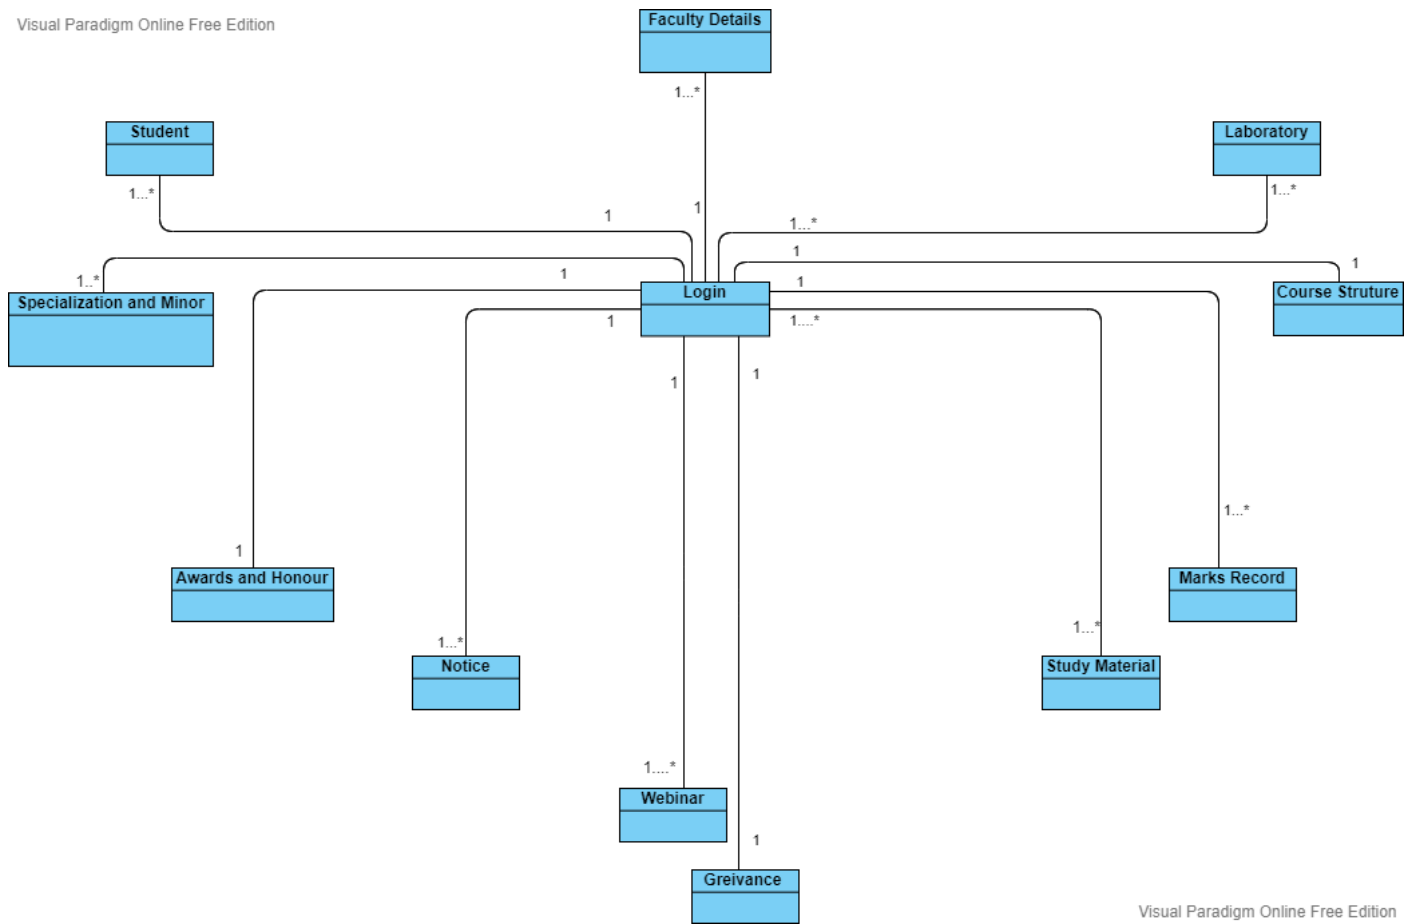 Visual Paradigm Online Free Edition
Faculty Details
1...*
Student
Laboratory
1...*
1...*
1
1
1...*
1
1
1..*
1
1
Specialization and Minor
Login
Course Struture
1
1....*
1
1
1...*
1
Awards and Honour
Marks Record
1...*
1...*
Notice
Study Material
1....*
Webinar
1
Greivance
Visual Paradigm Online Free Edition